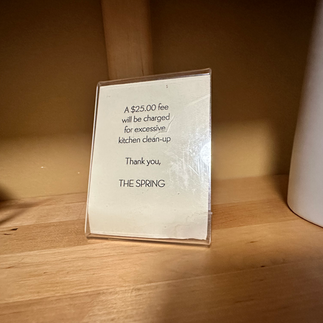 A $25.00 fee
will be charged
for excessive
kitchen clean-up
Thank you,
THE SPRING